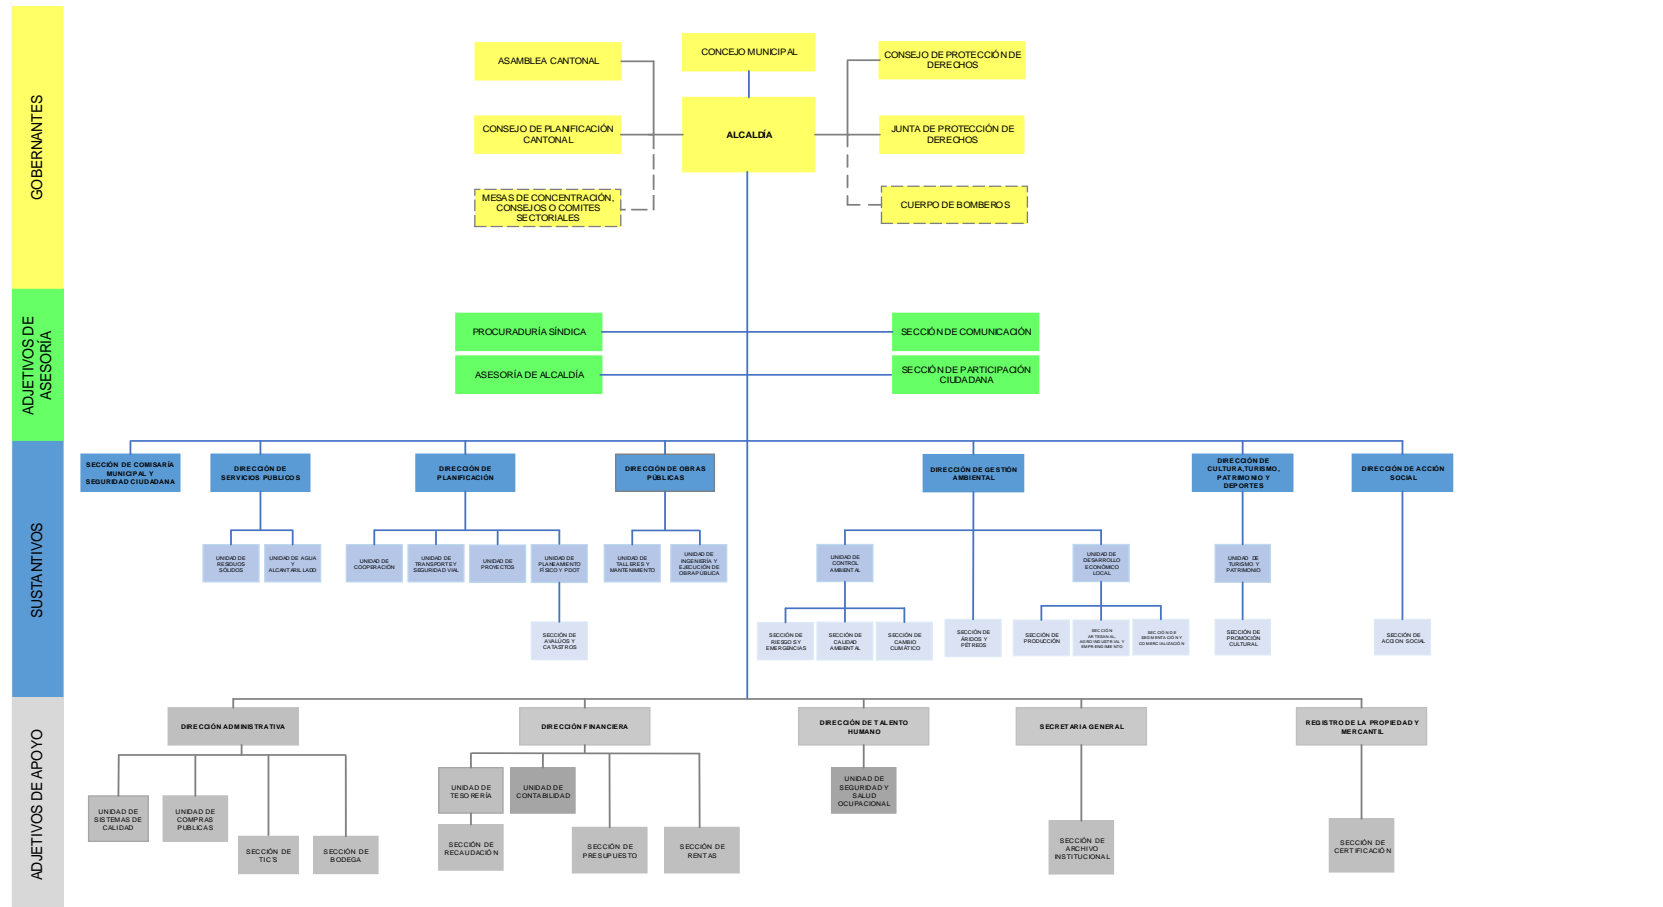 GOBERNANTES
ASAMBLEA CANTONAL
CONCEJO MUNICIPAL
CONSEJO DE PROTECCIÓN DE
DERECHOS
CONSEJO DE PLANIFICACIÓN
CANTONAL
ALCALDÍA
JUNTA DE PROTECCIÓN DE
DERECHOS
MESAS DE CONCENTRACIÓN,
CONSEJOS O COMITES
SECTORIALES
CUERPO DE BOMBEROS
ADJETIVOS DE
ASESORÍA
PROCURADURÍA SÍNDICA
SECCIÓN DE COMUNICACIÓN
ASESORÍA DE ALCALDÍA
SECCIÓN DE PARTICIPACIÓN
CIUDADANA
SUSTANTIVOS
SECCIÓN DE COMISARÍA
MUNICIPAL Y
SEGURIDAD CIUDADANA
DIRECCIÓN DE
SERVICIOS PUBLICOS
DIRECCIÓN DE
PLANIFICACIÓN
DIRECCIÓN DE OBRAS
PÚBLICAS
DIRECCIÓN DE GESTIÓN
AMBIENTAL
DIRECCIÓN DE
CULTURA,TURISMO,
PATRIMONIO Y
DEPORTES
DIRECCIÓN DE ACCIÓN
SOCIAL
UNIDAD DE
RESIDUOS
SÓLIDOS
UNIDAD DE AGUA
Y
ALCANTARILLADO
UNIDAD DE
COOPERACIÓN
UNIDAD DE
TRANSPORTE Y
SEGURIDAD VIAL
UNIDAD DE
PROYECTOS
UNIDAD DE
PLANEAMIENTO
FÍSICO Y PDOT
UNIDAD DE
TALLERES Y
MANTENIMIENTO
UNIDAD DE
INGENIERÍA Y
EJECUCIÓN DE
OBRA PÚBLICA
UNIDAD DE
CONTROL
AMBIENTAL
UNIDAD DE
DESARROLLO
ECONÓMICO
LOCAL
UNIDAD DE
TURISMO Y
PATRIMONIO
SECCIÓN DE
AVALÚOS Y
CATASTROS
SECCIÓN DE
RIESGOS Y
EMERGENCIAS
SECCIÓN DE
CALIDAD
AMBIENTAL
SECCIÓN DE
CAMBIO
CLIMÁTICO
SECCIÓN DE
ÁRIDOS Y
PÉTREOS
SECCIÓN DE
PRODUCCIÓN
SECCIÓN
ARTESANAL,
AGROINDUSTRIAL Y
EMPRENDIMIENTO
SECCIÓN DE
Y
COMERCIALIZACIÓN
SECCIÓN DE
PROMOCIÓN
CULTURAL
SECCIÓN DE
ACCION SOCIAL
ADJETIVOS DE APOYO
DIRECCIÓN ADMINISTRATIVA
DIRECCIÓN FINANCIERA
DIRECCIÓN DE TALENTO
HUMANO
SECRETARIA GENERAL
REGISTRO DE LA PROPIEDAD Y
MERCANTIL
UNIDAD DE
SISTEMAS DE
CALIDAD
UNIDAD DE
COMPRAS
PUBLICAS
SECCIÓN DE
TIC'S
SECCIÓN DE
BODEGA
UNIDAD DE
TESORERÍA
UNIDAD DE
CONTABILIDAD
SECCIÓN DE
RECAUDACIÓN
SECCIÓN DE
PRESUPUESTO
SECCIÓN DE
RENTAS
UNIDAD DE
SEGURIDAD Y
SALUD
OCUPACIONAL
SECCIÓN DE
ARCHIVO
INSTITUCIONAL
SECCIÓN DE
CERTIFICACIÓN